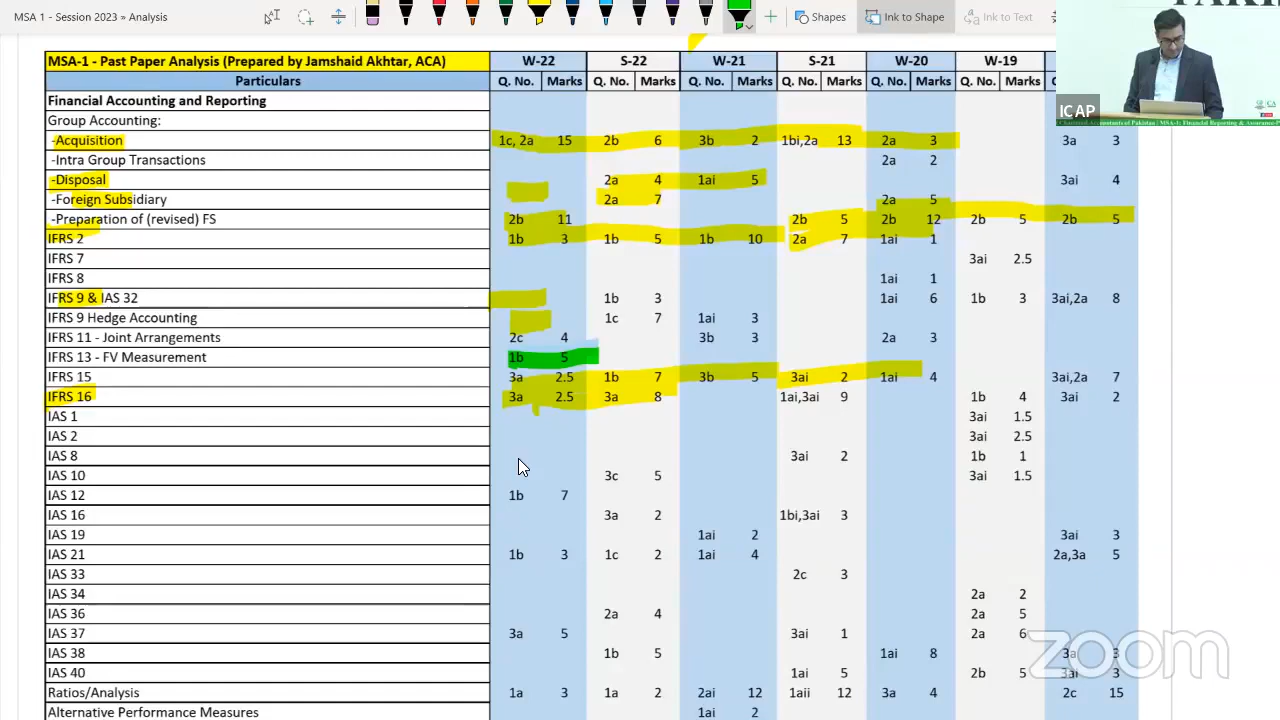 MSA 1 - Session 2023 » Analysis Shapes Ink to Shape Ink to Text
ICAP
Chartered Accountants of Pakistan | MSA-1: Financial Reporting & Assurance-P
MSA-1 - Past Paper Analysis (Prepared by Jamshaid Akhtar, ACA) W-22 S-22 W-21 S-21 W-20 W-19
Particulars Q. No. Marks Q. No. Marks Q. No. Marks Q. No. Marks Q. No. Marks Q. No. Marks
Financial Accounting and Reporting
Group Accounting:
-Acquisition 1c, 2a 15 2b 6 3b 2 1bi,2a 13 2a 3 3a 3
-Intra Group Transactions 2a 2
-Disposal 2a 4 1ai 5 3ai 4
-Foreign Subsidiary 2a 7 2a 5
-Preparation of (revised) FS 2b 11 2b 5 2b 12 2b 5 2b 5
IFRS 2 1b 3 1b 5 1b 10 2a 7 1ai 1
IFRS 7 3ai 2.5
IFRS 8 1ai 1
IFRS 9 & IAS 32 1b 3 1ai 6 1b 3 3ai,2a 8
IFRS 9 Hedge Accounting 1c 7 1ai 3
IFRS 11 - Joint Arrangements 2c 4 3b 3 2a 3
IFRS 13 - FV Measurement 1b 5
IFRS 15 3a 2.5 1b 7 3b 5 3ai 2 1ai 4 3ai,2a 7
IFRS 16 3a 2.5 3a 8 1ai,3ai 9 1b 4 3ai 2
IAS 1 3ai 1.5
IAS 2 3ai 2.5
IAS 8 3ai 2 1b 1
IAS 10 3c 5 3ai 1.5
IAS 12 1b 7
IAS 16 3a 2 1bi,3ai 3
IAS 19 1ai 2 3ai 3
IAS 21 1b 3 1c 2 1ai 4 2a,3a 5
IAS 33 2c 3
IAS 34 2a 2
IAS 36 2a 4 2a 5
IAS 37 3a 5 3ai 1 2a 6
IAS 38 1b 5 1ai 8 3a 3
IAS 40 1ai 5 2b 5 3ai 3
Ratios/Analysis 1a 3 1a 2 2ai 12 1aii 12 3a 4 2c 15
Alternative Performance Measures 1ai 2
zoom